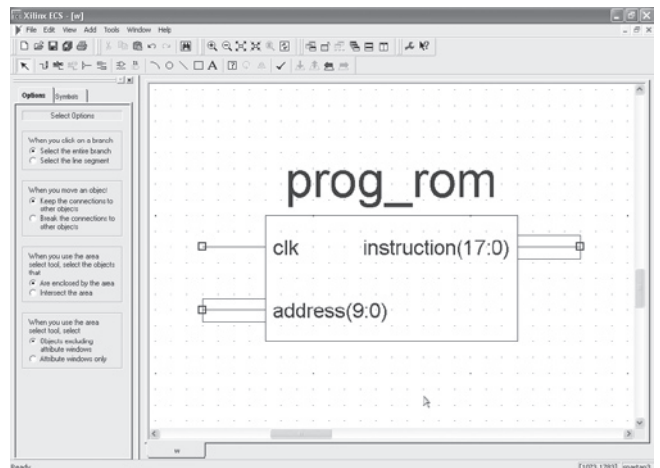 Xilinx ECS - [w]
File Edit View Add Tools Window Help
Options Symbols
Select Options
When you click on a branch
Select the entire branch
Select the line segment
When you move an object
Keep the connections to
other objects
Break the connections to
other objects
When you use the area
select tool, select the objects
that
Are enclosed by the area
Intersect the area
When you use the area
select tool, select
Objects excluding
attribute windows
Attribute windows only
prog_rom
clk instruction(17:0)
address(9:0)
w
Ready